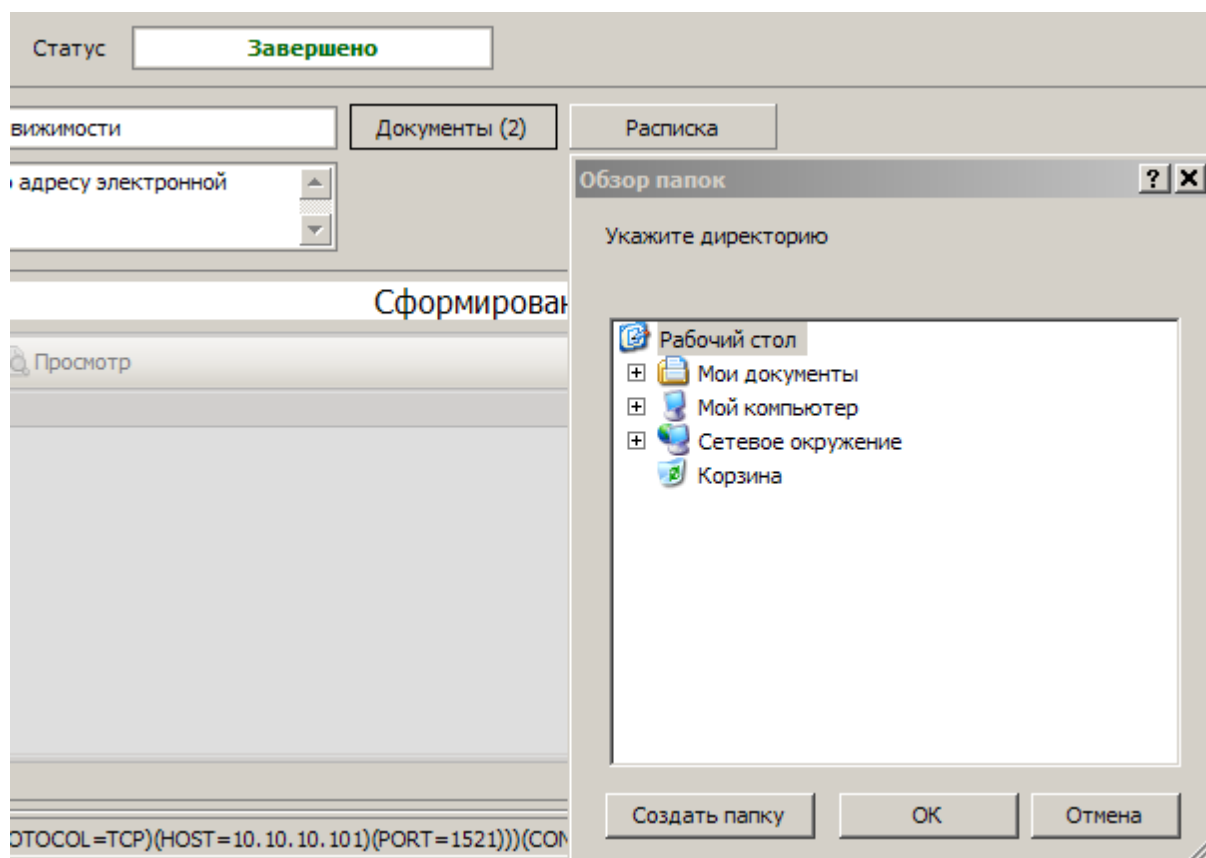 Статус
Завершено
вижимости
Документы (2)
Расписка
адресу электронной
Обзор папок
Укажите директорию
Сформирован
Просмотр
Рабочий стол
Мои документы
Мой компьютер
Сетевое окружение
Корзина
Создать папку
ОК
Отмена
OTOCOL=TCP)(HOST=10.10.10.101)(PORT=1521)))(CON